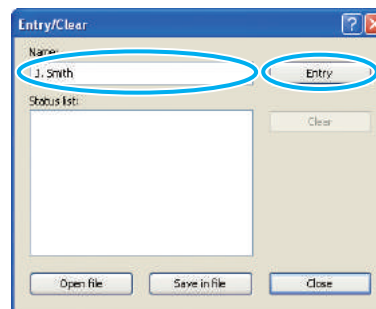 Entry/Clear
Name:
J. Smith
Entry
Status list:
Clear
Open file
Save in file
Close